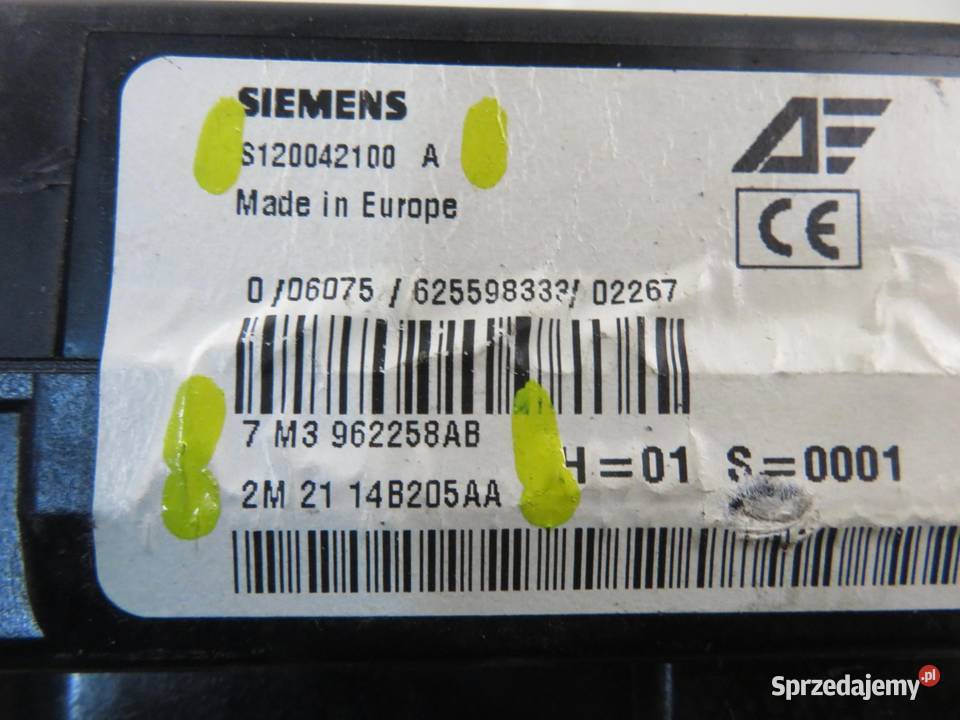 SIEMENS
S120042100 A
Made in Europe
AE
CE
0/06075/625598333/02267
7 M3 962258AB
H=01 S=0001
2M 21 14B205AA
Sprzedajemy.pl